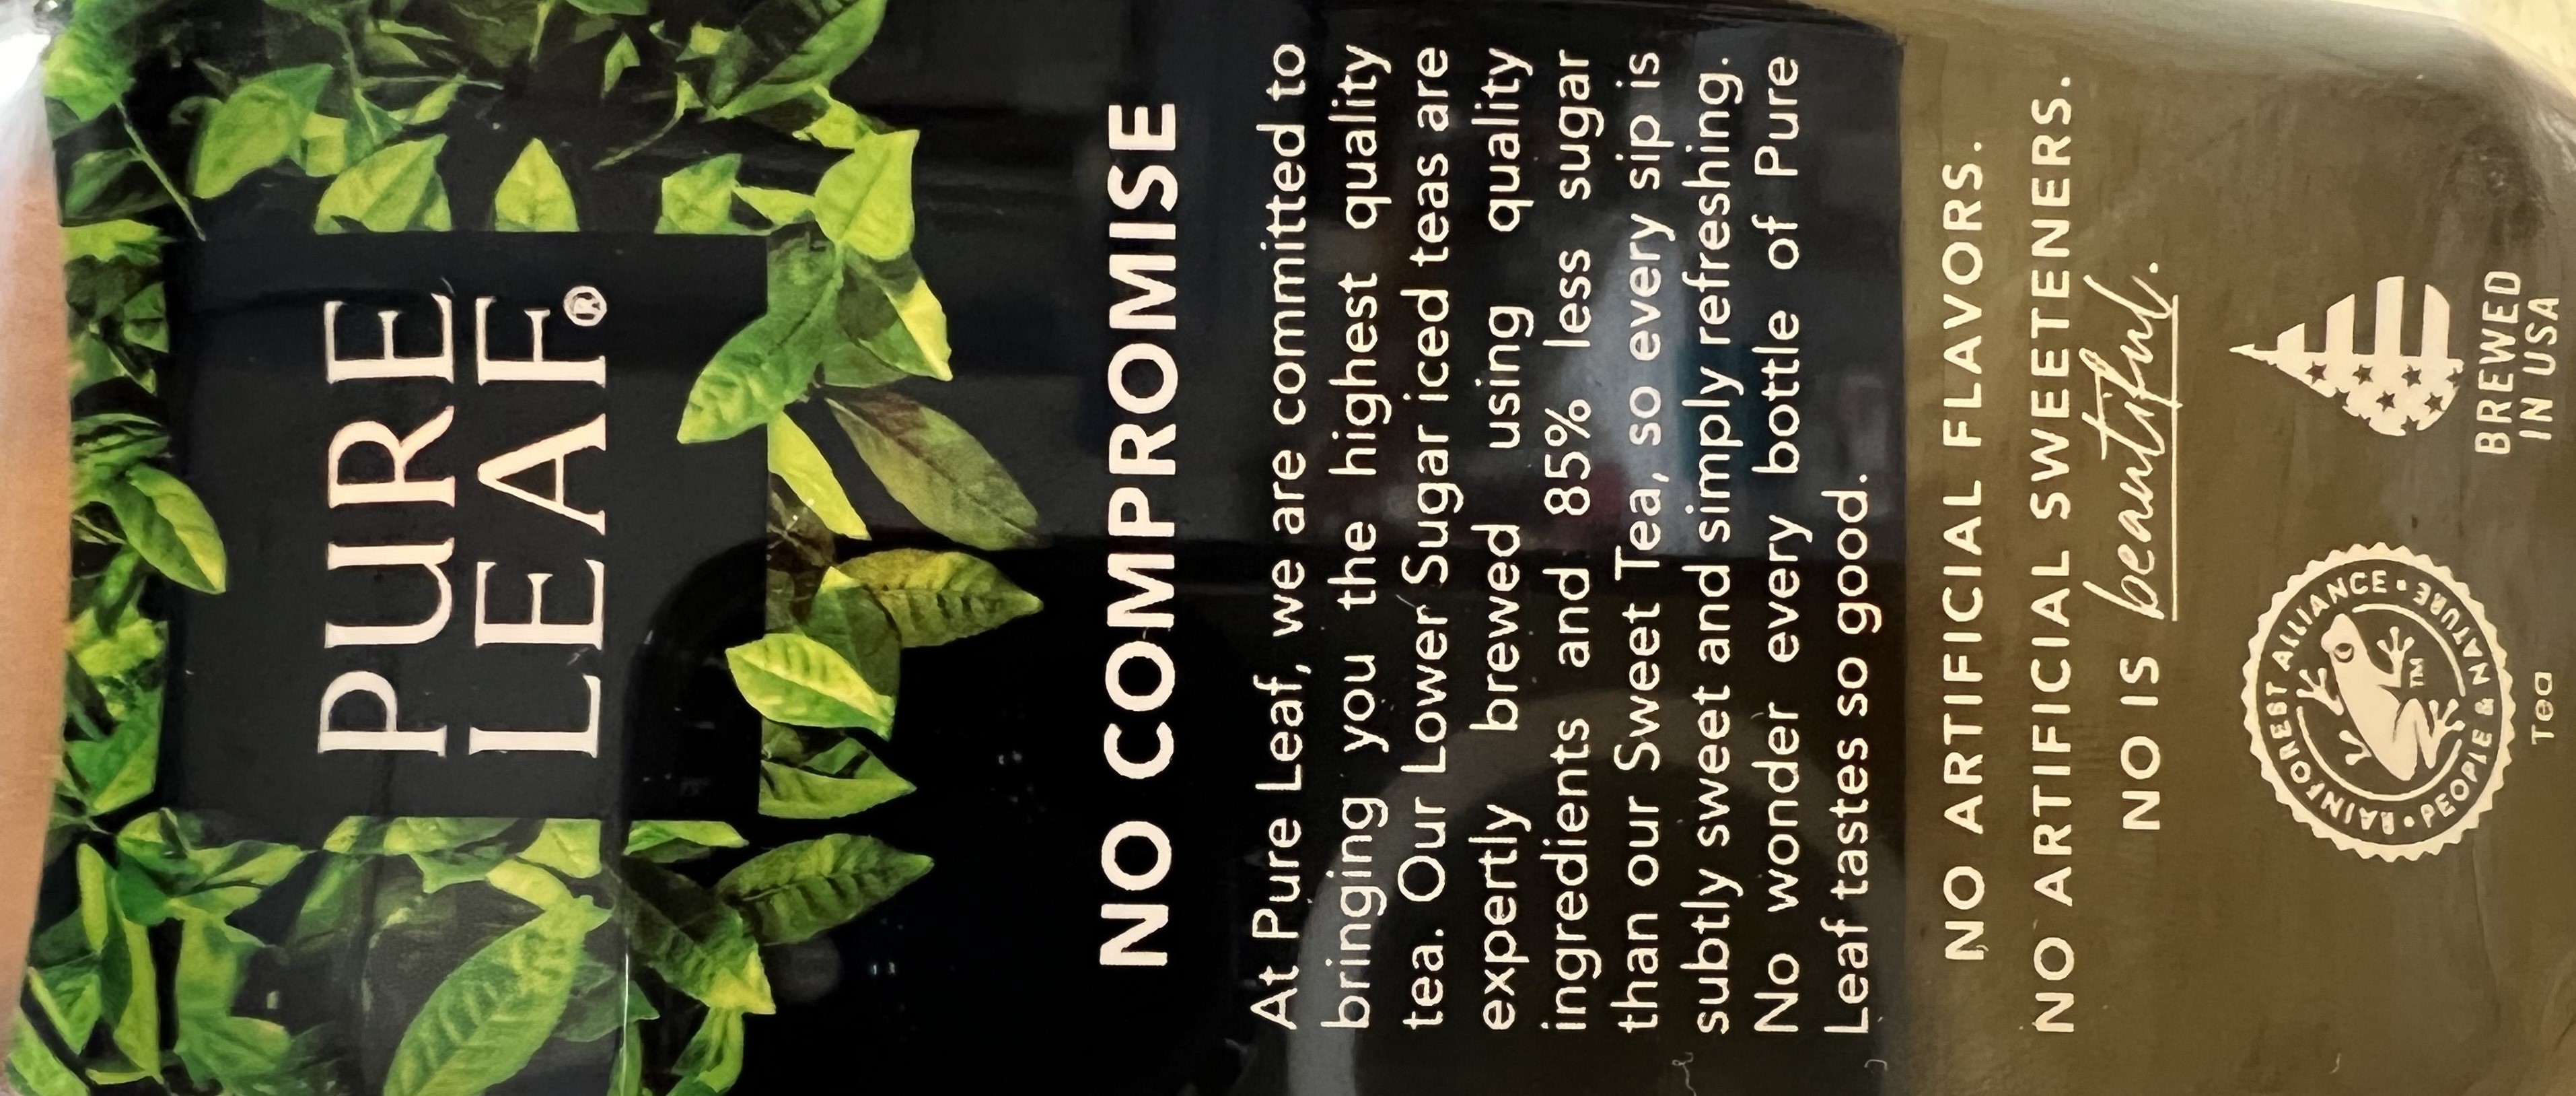 PURE
LEAF®
NO COMPROMISE
At Pure Leaf, we are committed to
bringing you the highest quality
tea. Our Lower Sugar iced teas are
expertly brewed using quality
ingredients and 85% less sugar
than our Sweet Tea, so every sip is
subtly sweet and simply refreshing.
No wonder every bottle of Pure
Leaf tastes so good.
NO ARTIFICIAL FLAVORS.
NO ARTIFICIAL SWEETENERS.
NO IS beautiful.
RAINFOREST ALLIANCE • PEOPLE & NATURE •
TM
Tea
BREWED
IN USA